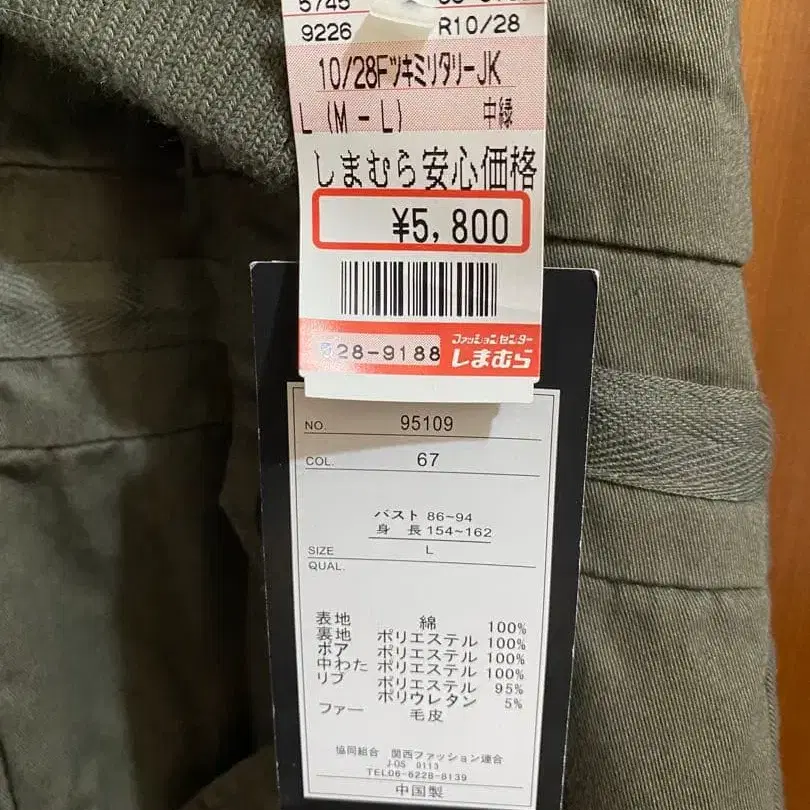 5745
9226 R10/28
10/28FツキミリタリーJK
L (M - L) 中緑
しまむら安心価格
¥5,800
28-9188 ファッションセンター
しまむら
NO. 95109
COL. 67
バスト 86~94
身 長 154~162
SIZE L
QUAL.
表地 綿 100%
裏地 ポリエステル 100%
ボア ポリエステル 100%
中わた ポリエステル 100%
リブ ポリエステル 95%
ポリウレタン 5%
ファー 毛皮
協同組合 関西ファッション連合
J-05 0113
TEL06-6228-8139
中国製